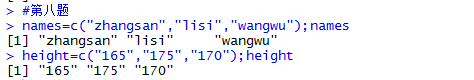 > #第八题
> names=c("zhangsan","lisi","wangwu");names
[1] "zhangsan" "lisi"     "wangwu"
> height=c("165","175","170");height
[1] "165" "175" "170"